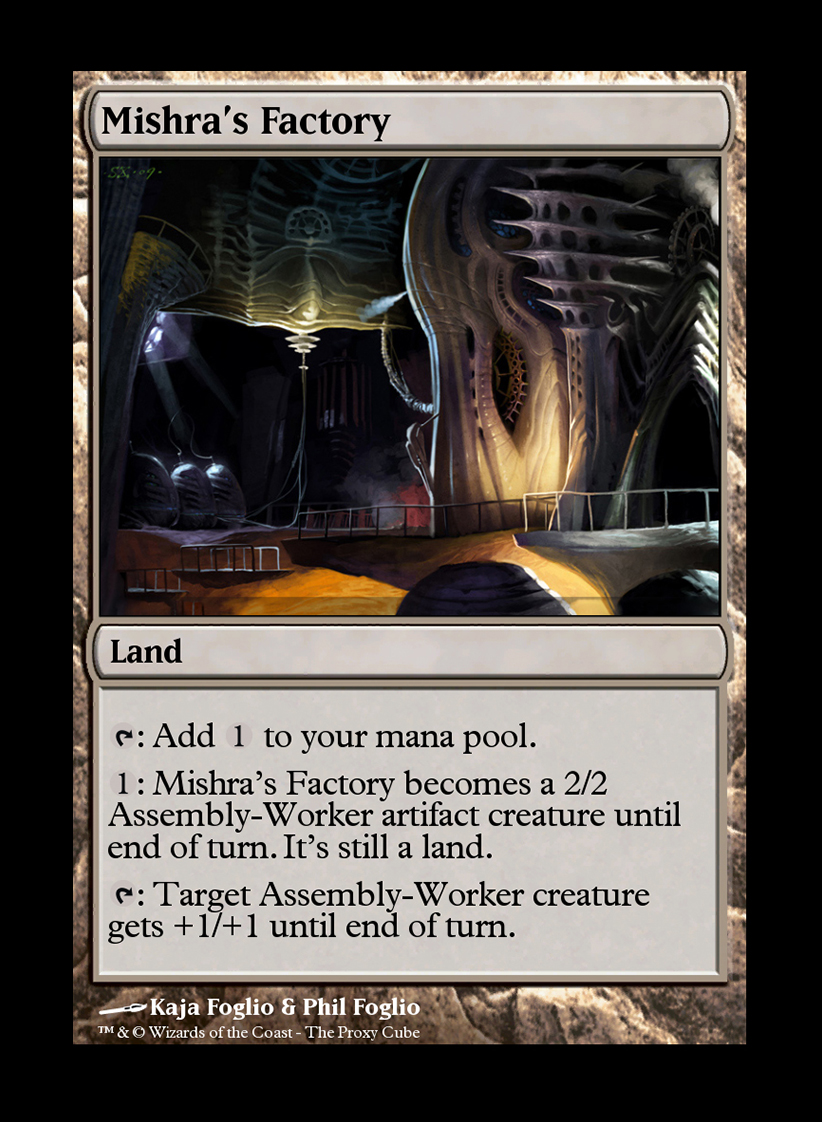 Mishra's Factory
Land
: Add 1 to your mana pool.
1: Mishra's Factory becomes a 2/2
Assembly-Worker artifact creature until
end of turn. It's still a land.
: Target Assembly-Worker creature
gets +1/+1 until end of turn.
Kaja Foglio & Phil Foglio
™ & © Wizards of the Coast - The Proxy Cube